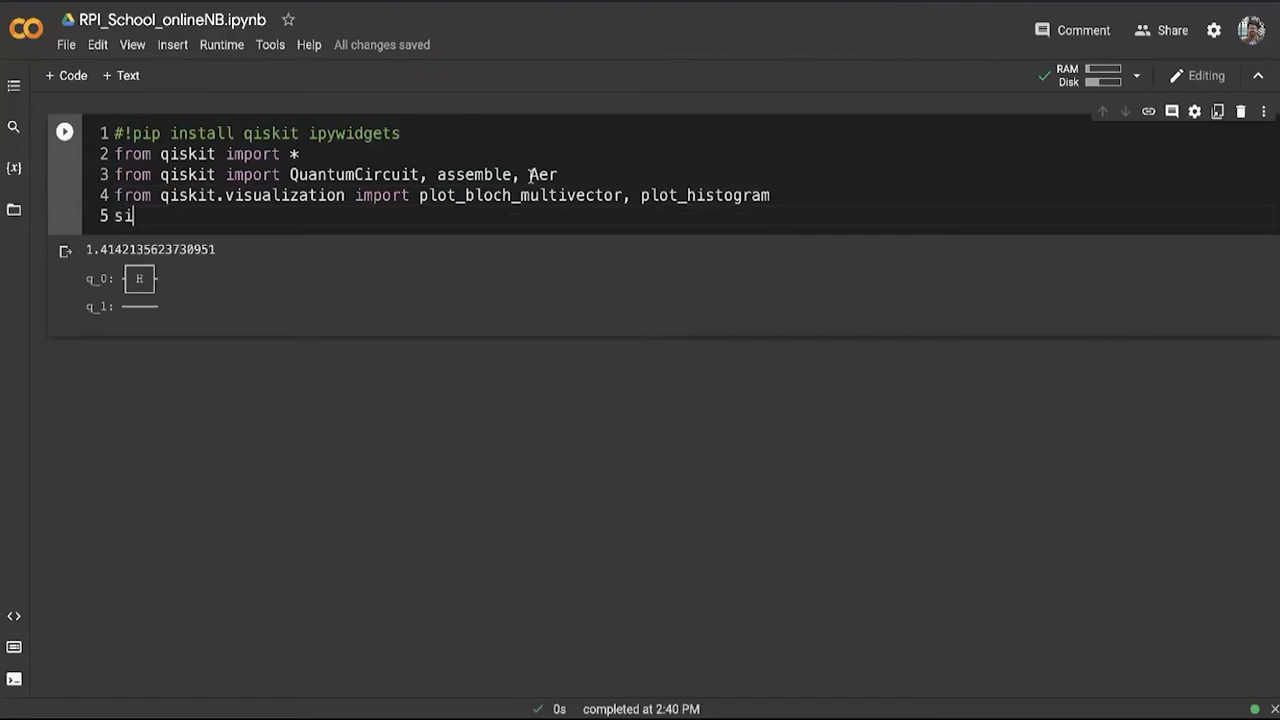 RPI_School_onlineNB.ipynb
File Edit View Insert Runtime Tools Help All changes saved
Comment Share
+ Code + Text
RAM
Disk
Editing
1 #!pip install qiskit ipywidgets
2 from qiskit import *
3 from qiskit import QuantumCircuit, assemble, Aer
4 from qiskit.visualization import plot_bloch_multivector, plot_histogram
5 si
1.4142135623730951
q_0: H
q_1:
0s completed at 2:40 PM